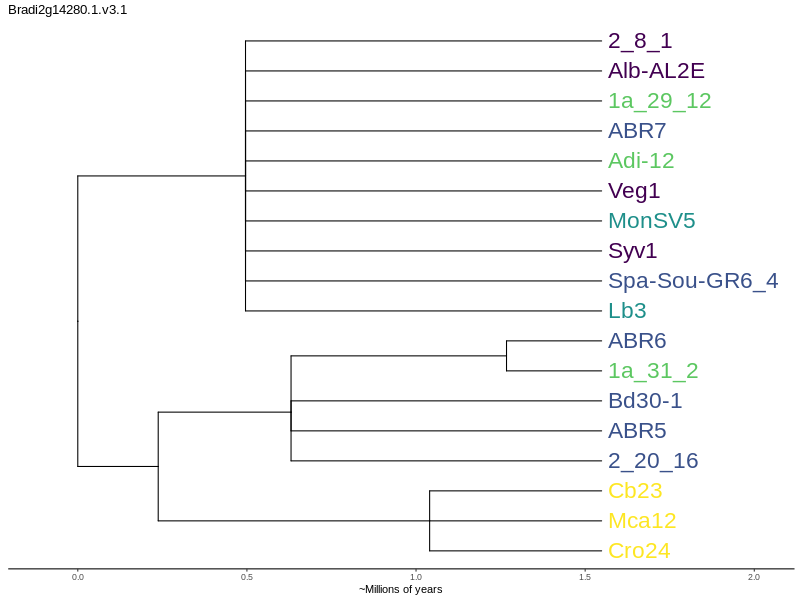 Bradi2g14280.1.v3.1
2_8_1
Alb-AL2E
1a_29_12
ABR7
Adi-12
Veg1
MonSV5
Syv1
Spa-Sou-GR6_4
Lb3
ABR6
1a_31_2
Bd30-1
ABR5
2_20_16
Cb23
Mca12
Cro24
0.0 0.5 1.0 1.5 2.0
~Millions of years